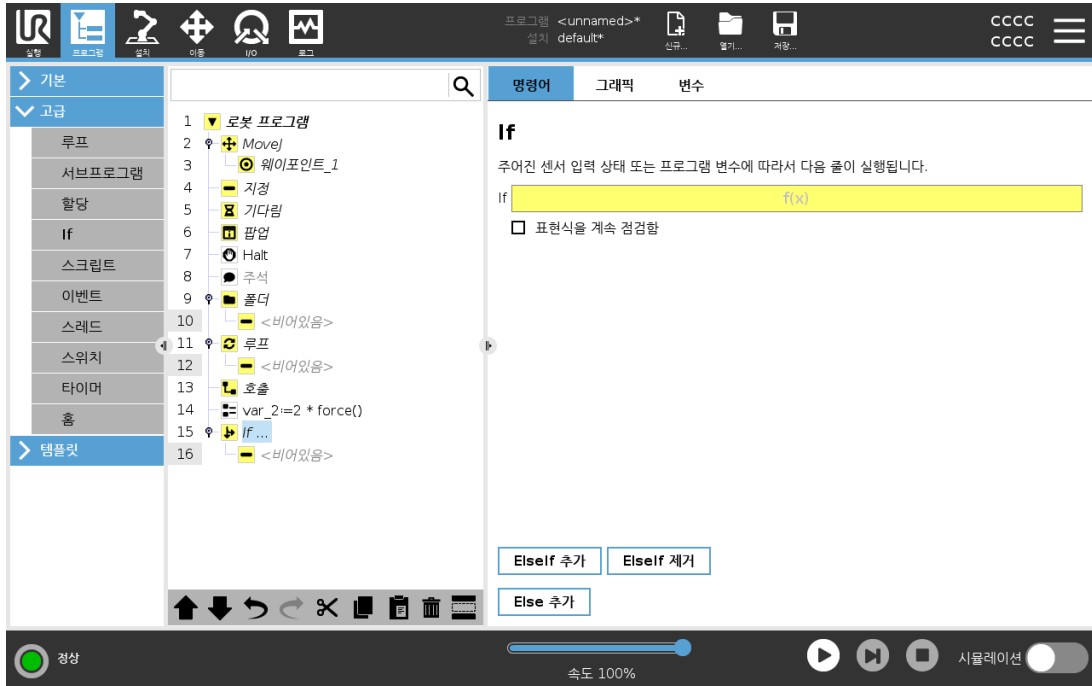 프로그램 <unnamed>*
설치 default*
CCCC
CCCC
UR
실행 프로그램 설치 이동 I/O 로그 신규... 열기... 저장...
기본
고급
루프
서브프로그램
할당
If
스크립트
이벤트
스레드
스위치
타이머
홈
템플릿
1 로봇 프로그램
2 MoveJ
3 웨이포인트_1
4 지정
5 기다림
6 팝업
7 Halt
8 주석
9 폴더
10 <비어있음>
11 루프
12 <비어있음>
13 호출
14 var_2:=2 * force()
15 If ...
16 <비어있음>
명령어 그래픽 변수
If
주어진 센서 입력 상태 또는 프로그램 변수에 따라서 다음 줄이 실행됩니다.
If f(x)
표현식을 계속 점검함
ElseIf 추가 ElseIf 제거
Else 추가
정상
속도 100%
시뮬레이션